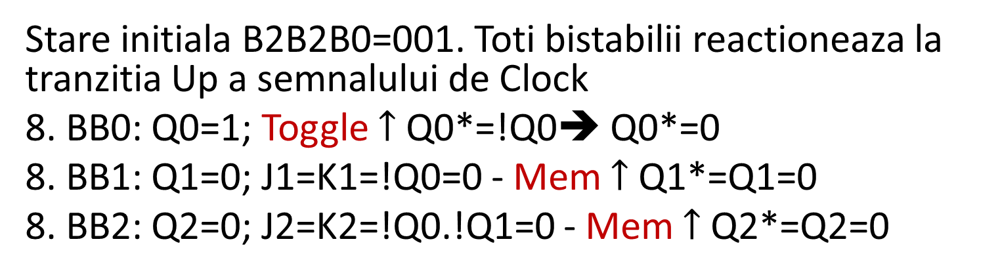 Stare initiala B2B2B0=001. Toti bistabilii reactioneaza la
tranzitia Up a semnalului de Clock
8. BB0: Q0=1; Toggle ↑ Q0*=!Q0🡺 Q0*=0
8. BB1: Q1=0; J1=K1=!Q0=0 - Mem ↑ Q1*=Q1=0
8. BB2: Q2=0; J2=K2=!Q0.!Q1=0 - Mem ↑ Q2*=Q2=0